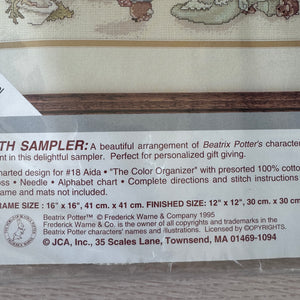 TH SAMPLER: A beautiful arrangement of Beatrix Potter's character
nt in this delightful sampler. Perfect for personalized gift giving.
harted design for #18 Aida • "The Color Organizer" with presorted 100% cotto
oss • Needle • Alphabet chart • Complete directions and stitch instructions
ame and mats not included.
RAME SIZE: 16" x 16", 41 cm. x 41 cm. FINISHED SIZE: 12" x 12", 30 cm. x 30 cm
Beatrix Potter™ © Frederick Warne & Company 1995
Frederick Warne & Co. is the owner of all copyrights and trademarks in the
Beatrix Potter characters names and illustrations. Licensed by ©OPYRIGHTS.
© JCA, Inc., 35 Scales Lane, Townsend, MA 01469-1094